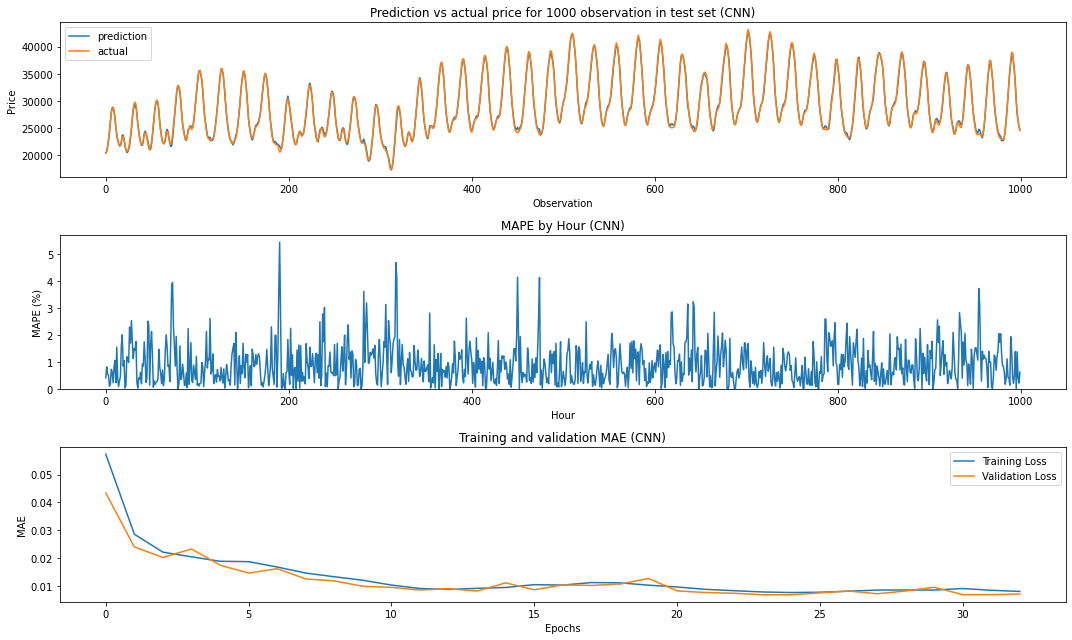 Prediction vs actual price for 1000 observation in test set (CNN)
prediction
actual
Price
40000
35000
30000
25000
20000
0 200 400 600 800 1000
Observation
MAPE by Hour (CNN)
MAPE (%)
5
4
3
2
1
0
0 200 400 600 800 1000
Hour
Training and validation MAE (CNN)
Training Loss
Validation Loss
MAE
0.05
0.04
0.03
0.02
0.01
0 5 10 15 20 25 30
Epochs